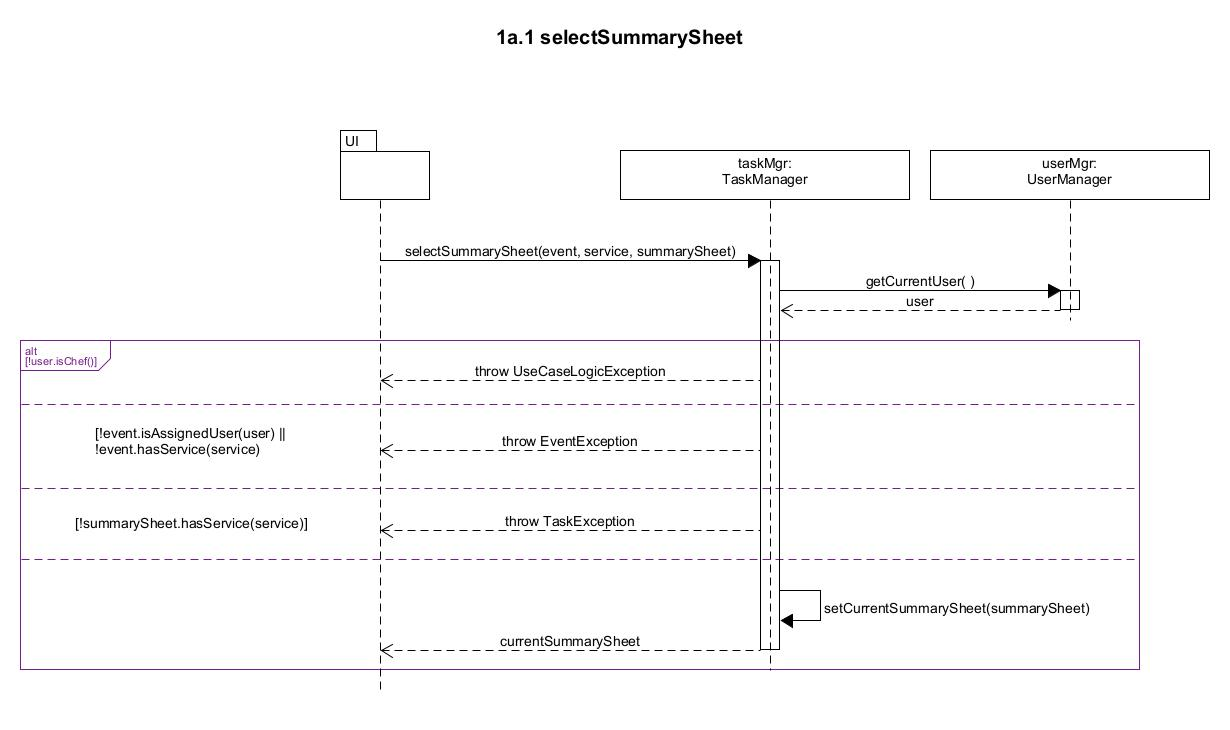 1a.1 selectSummarySheet
UI
taskMgr:
TaskManager
userMgr:
UserManager
selectSummarySheet(event, service, summarySheet)
getCurrentUser( )
user
alt
[!user.isChef()]
throw UseCaseLogicException
[!event.isAssignedUser(user) ||
!event.hasService(service)
throw EventException
[!summarySheet.hasService(service)]
throw TaskException
setCurrentSummarySheet(summarySheet)
currentSummarySheet